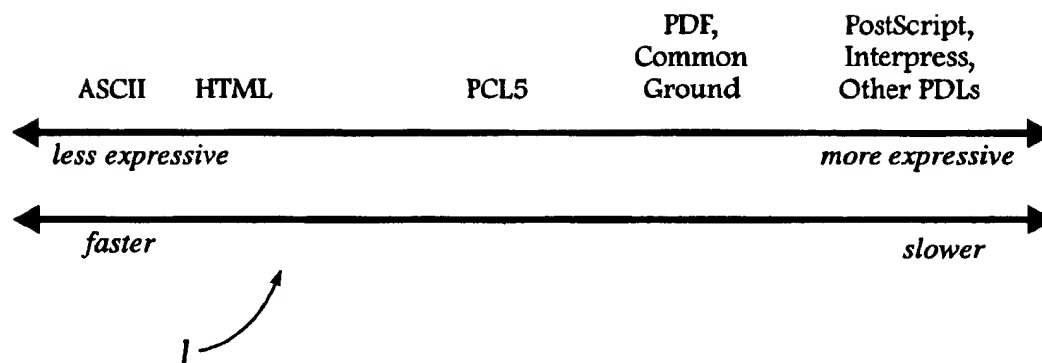 PDF,
PostScript,
Common
Interpress,
ASCII HTML PCL5 Ground Other PDLs
less expressive more expressive
faster slower
1